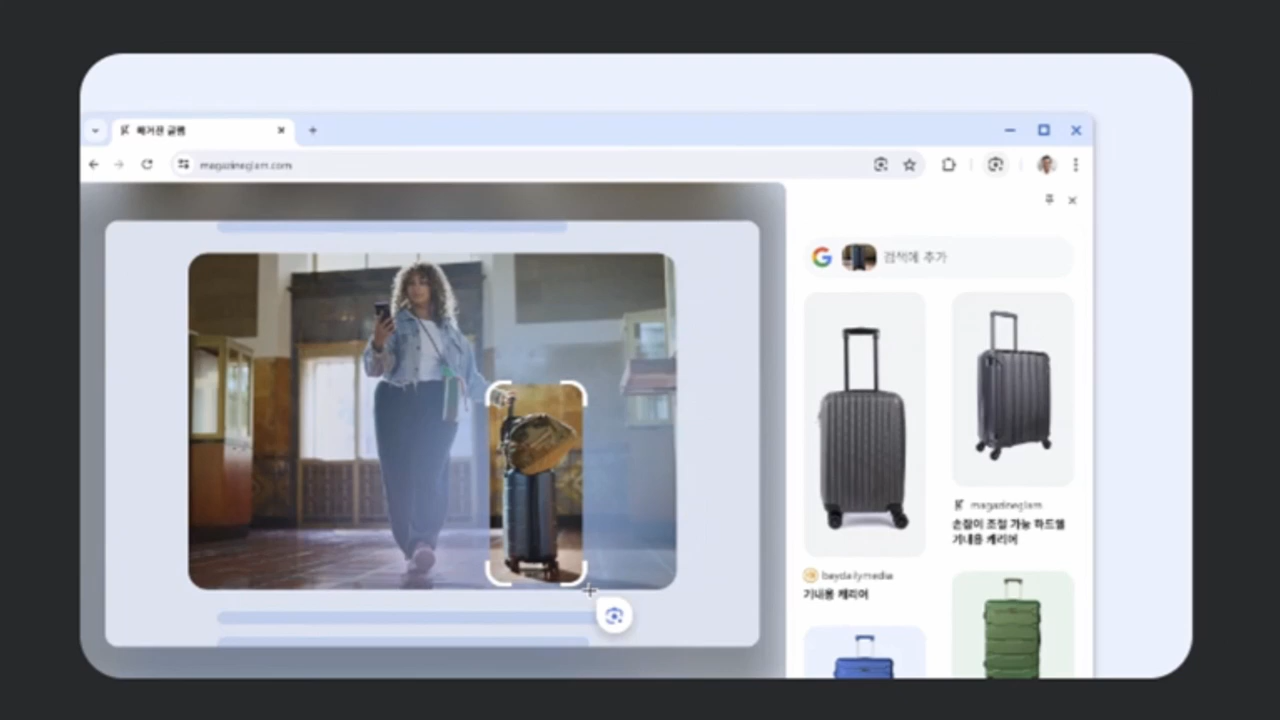 매거진 글램
magazineglam.com
검색에 추가
magazineglam
손잡이 조절 가능 하드쉘
기내용 캐리어
baydailymedia
기내용 캐리어